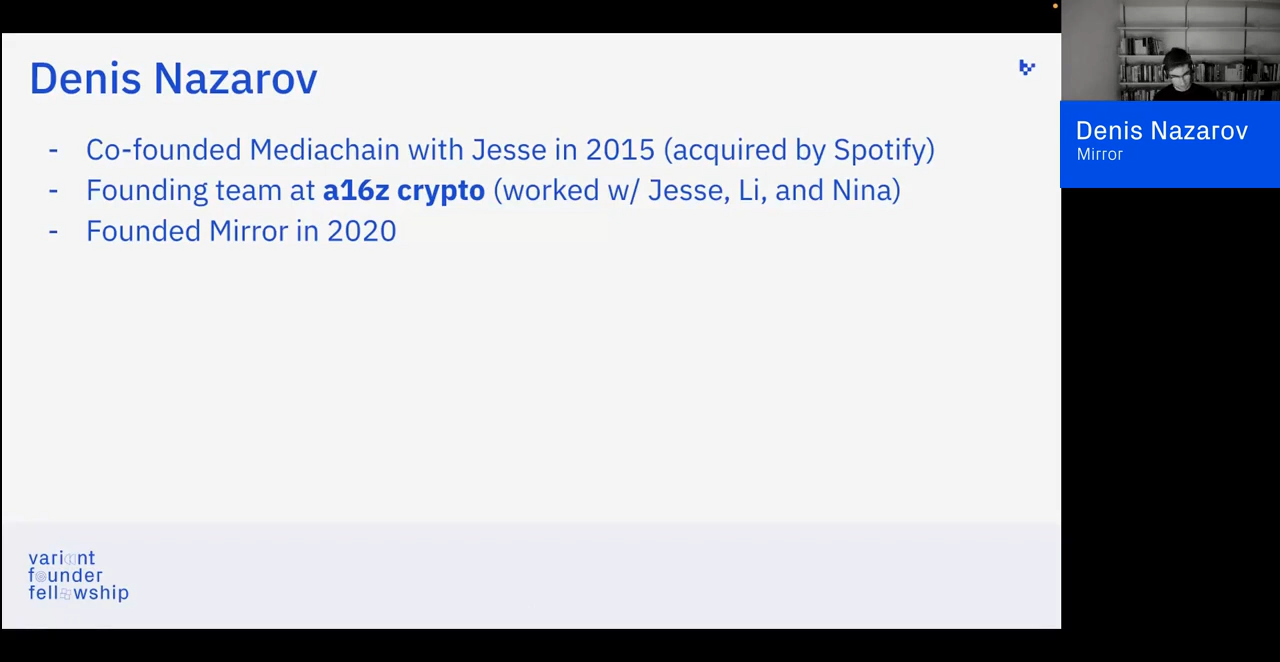 Denis Nazarov
- Co-founded Mediachain with Jesse in 2015 (acquired by Spotify)
- Founding team at a16z crypto (worked w/ Jesse, Li, and Nina)
- Founded Mirror in 2020
variant
founder
fellowship
Denis Nazarov
Mirror